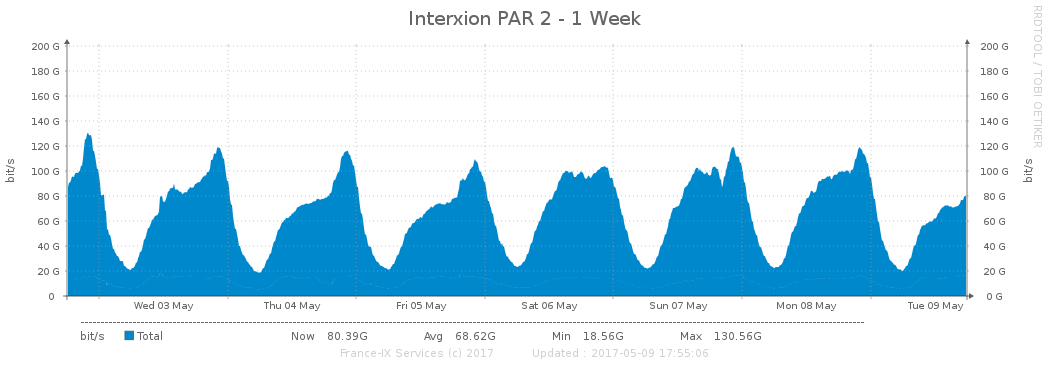 Interxion PAR 2 - 1 Week
RRDTOOL / TOBI OETIKER
bit/s
200 G 200 G
180 G 180 G
160 G 160 G
140 G 140 G
120 G 120 G
100 G 100 G
80 G 80 G
60 G 60 G
40 G 40 G
20 G 20 G
0 0 G
bit/s
Wed 03 May Thu 04 May Fri 05 May Sat 06 May Sun 07 May Mon 08 May Tue 09 May
bit/s Total Now 80.39G Avg 68.62G Min 18.56G Max 130.56G
France-IX Services (c) 2017 Updated : 2017-05-09 17:55:06